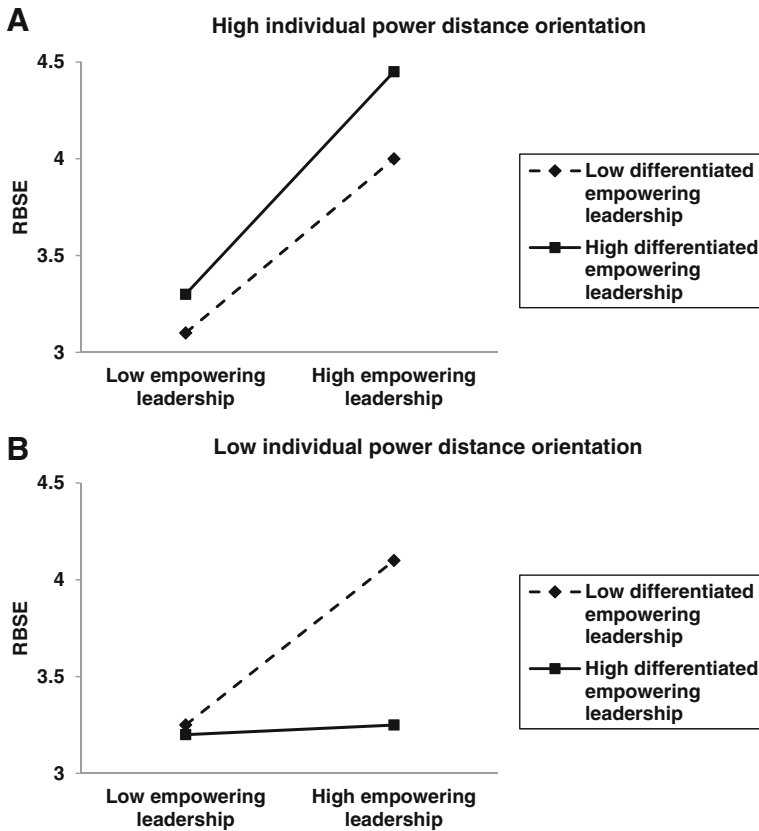 A
High individual power distance orientation
4.5
4
3.5
3
RBSE
Low empowering
leadership
High empowering
leadership
Low differentiated
empowering
leadership
High differentiated
empowering
leadership
B
Low individual power distance orientation
4.5
4
3.5
3
RBSE
Low empowering
leadership
High empowering
leadership
Low differentiated
empowering
leadership
High differentiated
empowering
leadership